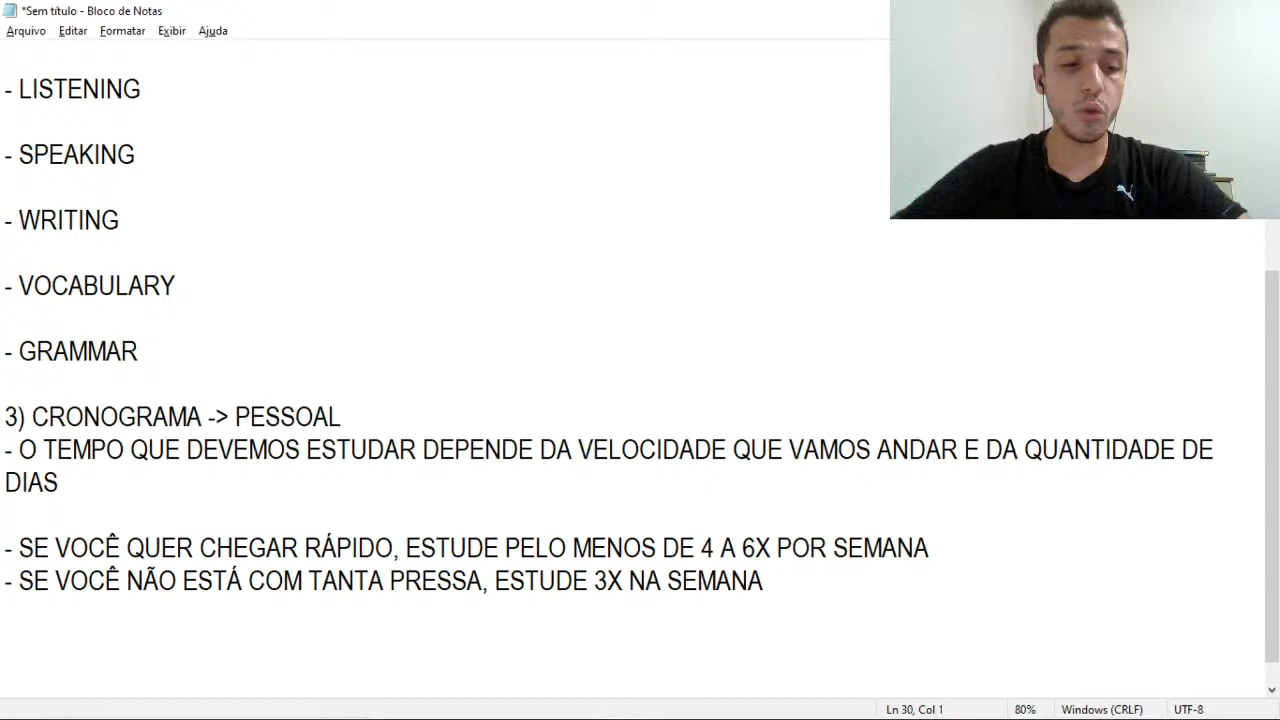 *Sem título - Bloco de Notas
Arquivo Editar Formatar Exibir Ajuda
- LISTENING
- SPEAKING
- WRITING
- VOCABULARY
- GRAMMAR
3) CRONOGRAMA -> PESSOAL
- O TEMPO QUE DEVEMOS ESTUDAR DEPENDE DA VELOCIDADE QUE VAMOS ANDAR E DA QUANTIDADE DE
DIAS
- SE VOCÊ QUER CHEGAR RÁPIDO, ESTUDE PELO MENOS DE 4 A 6X POR SEMANA
- SE VOCÊ NÃO ESTÁ COM TANTA PRESSA, ESTUDE 3X NA SEMANA
Ln 30, Col 1 80% Windows (CRLF) UTF-8